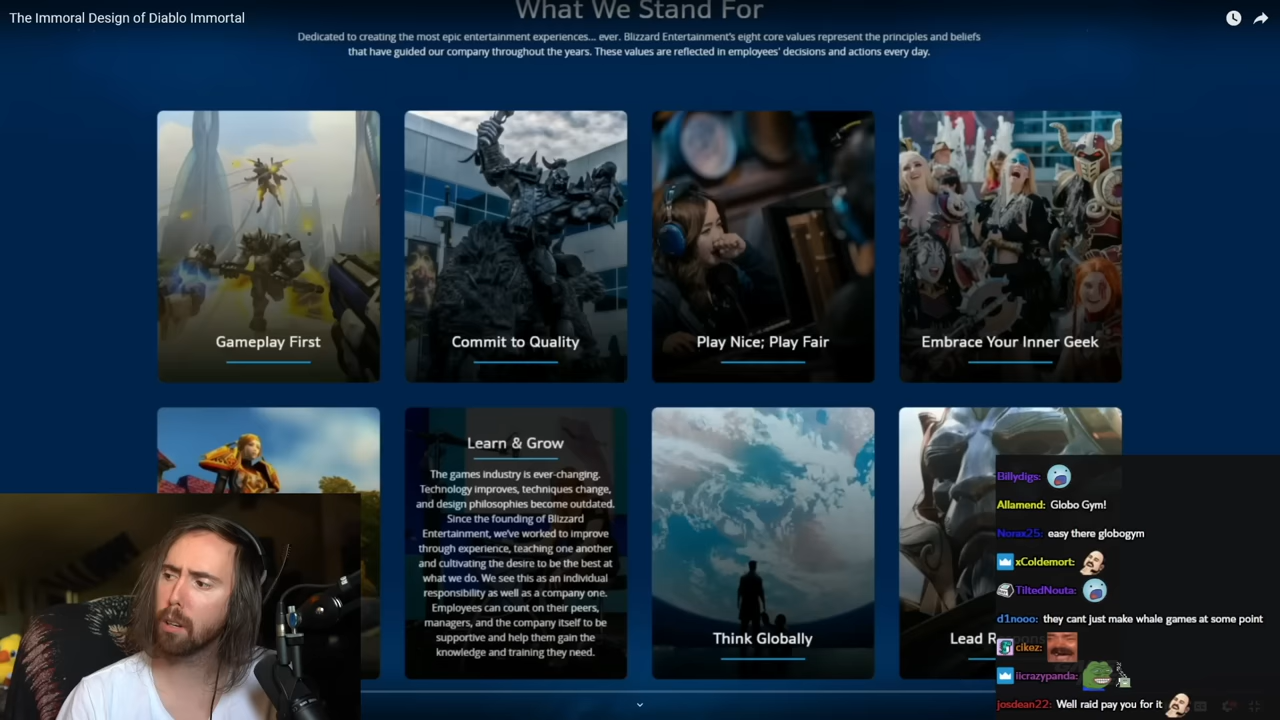 The Immoral Design of Diablo Immortal
What We Stand For
Dedicated to creating the most epic entertainment experiences... ever. Blizzard Entertainment's eight core values represent the principles and beliefs
that have guided our company throughout the years. These values are reflected in employees' decisions and actions every day.
Gameplay First
Commit to Quality
Play Nice; Play Fair
Embrace Your Inner Geek
Learn & Grow
The games industry is ever-changing.
Technology improves, techniques change,
and design philosophies become outdated.
Since the founding of Blizzard
Entertainment, we've worked to improve
through experience, teaching one another
and cultivating the desire to be the best at
what we do. We see this as an individual
responsibility as well as a company one.
Employees can count on their peers,
managers, and the company itself to be
supportive and help them gain the
knowledge and training they need.
Think Globally
Lead
Billydigs:
Allamend: Globo Gym!
Norax25: easy there globogym
xColdemort:
TiltedNouta:
d1nooo: they cant just make whale games at some point
cikez:
iicrazypanda:
josdean22: Well raid pay you for it